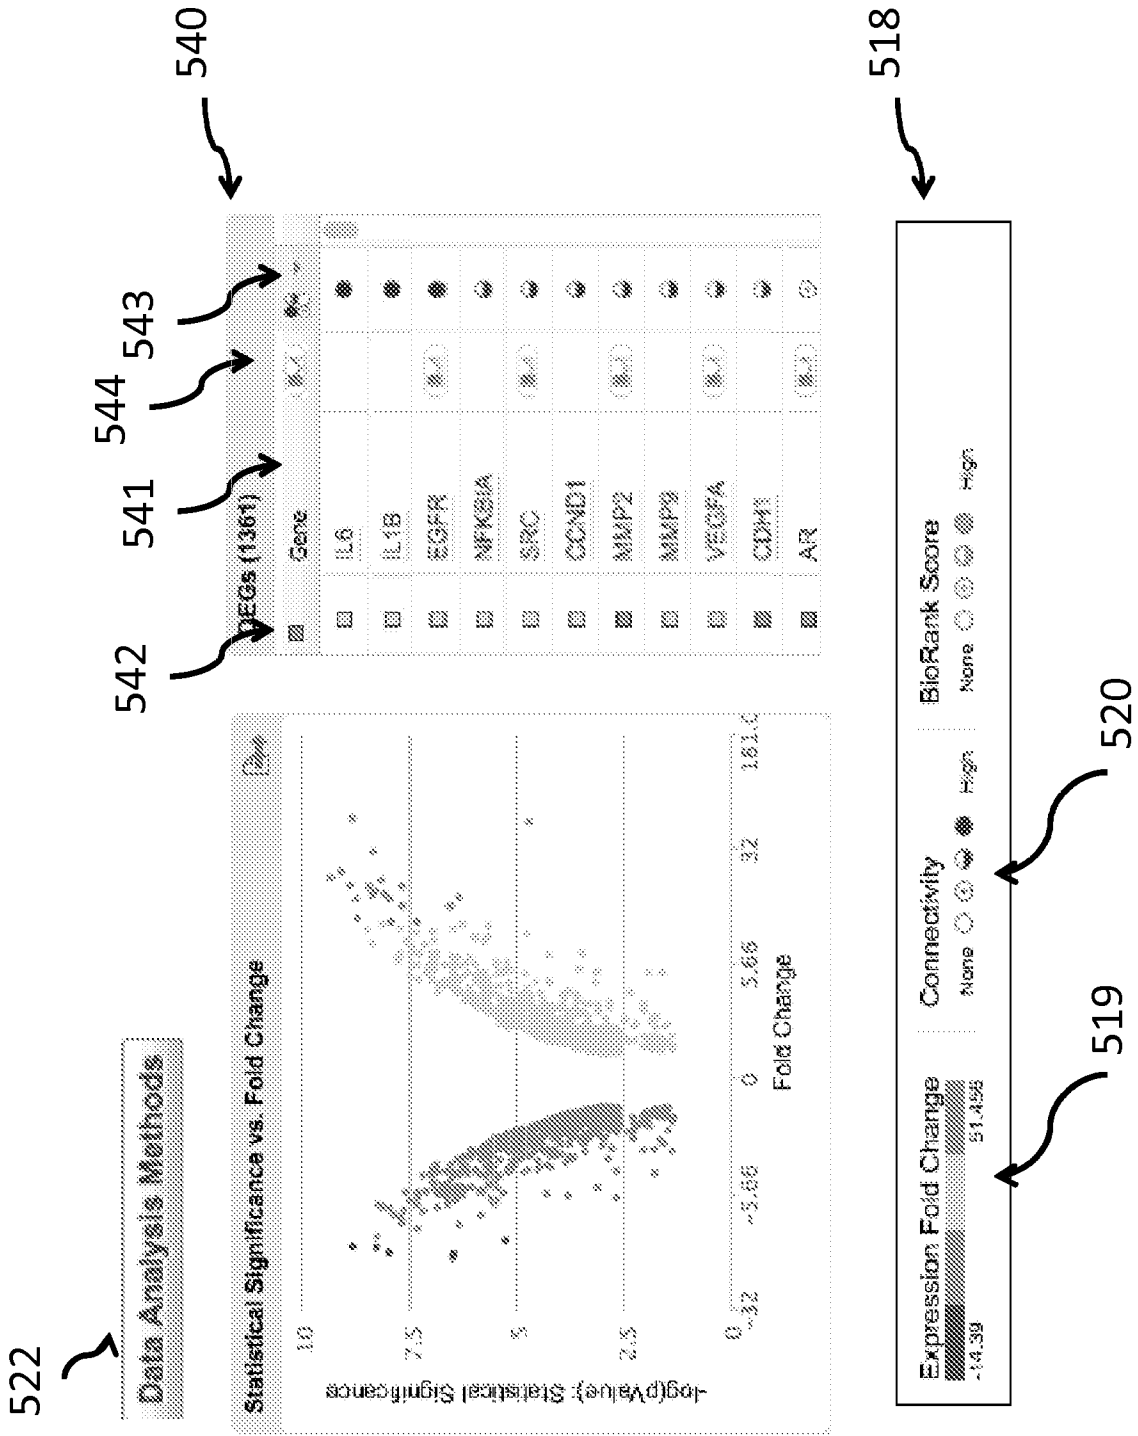 522
Data Analysis Methods
Statistical Significance vs. Fold Change
-log(pValue): Statistical Significance
10
7.5
5
2.5
0
-32
-5.66
0
5.66
32
181.0
Fold Change
542
541
544
543
540
DEGs (1361)
Gene
IL6
IL1B
EGFR
NFKBIA
SRC
CCND1
MMP2
MMP9
VEGFA
CDH1
AR
518
Expression Fold Change
-14.39
51.456
Connectivity
None
High
BioRank Score
None
High
519
520